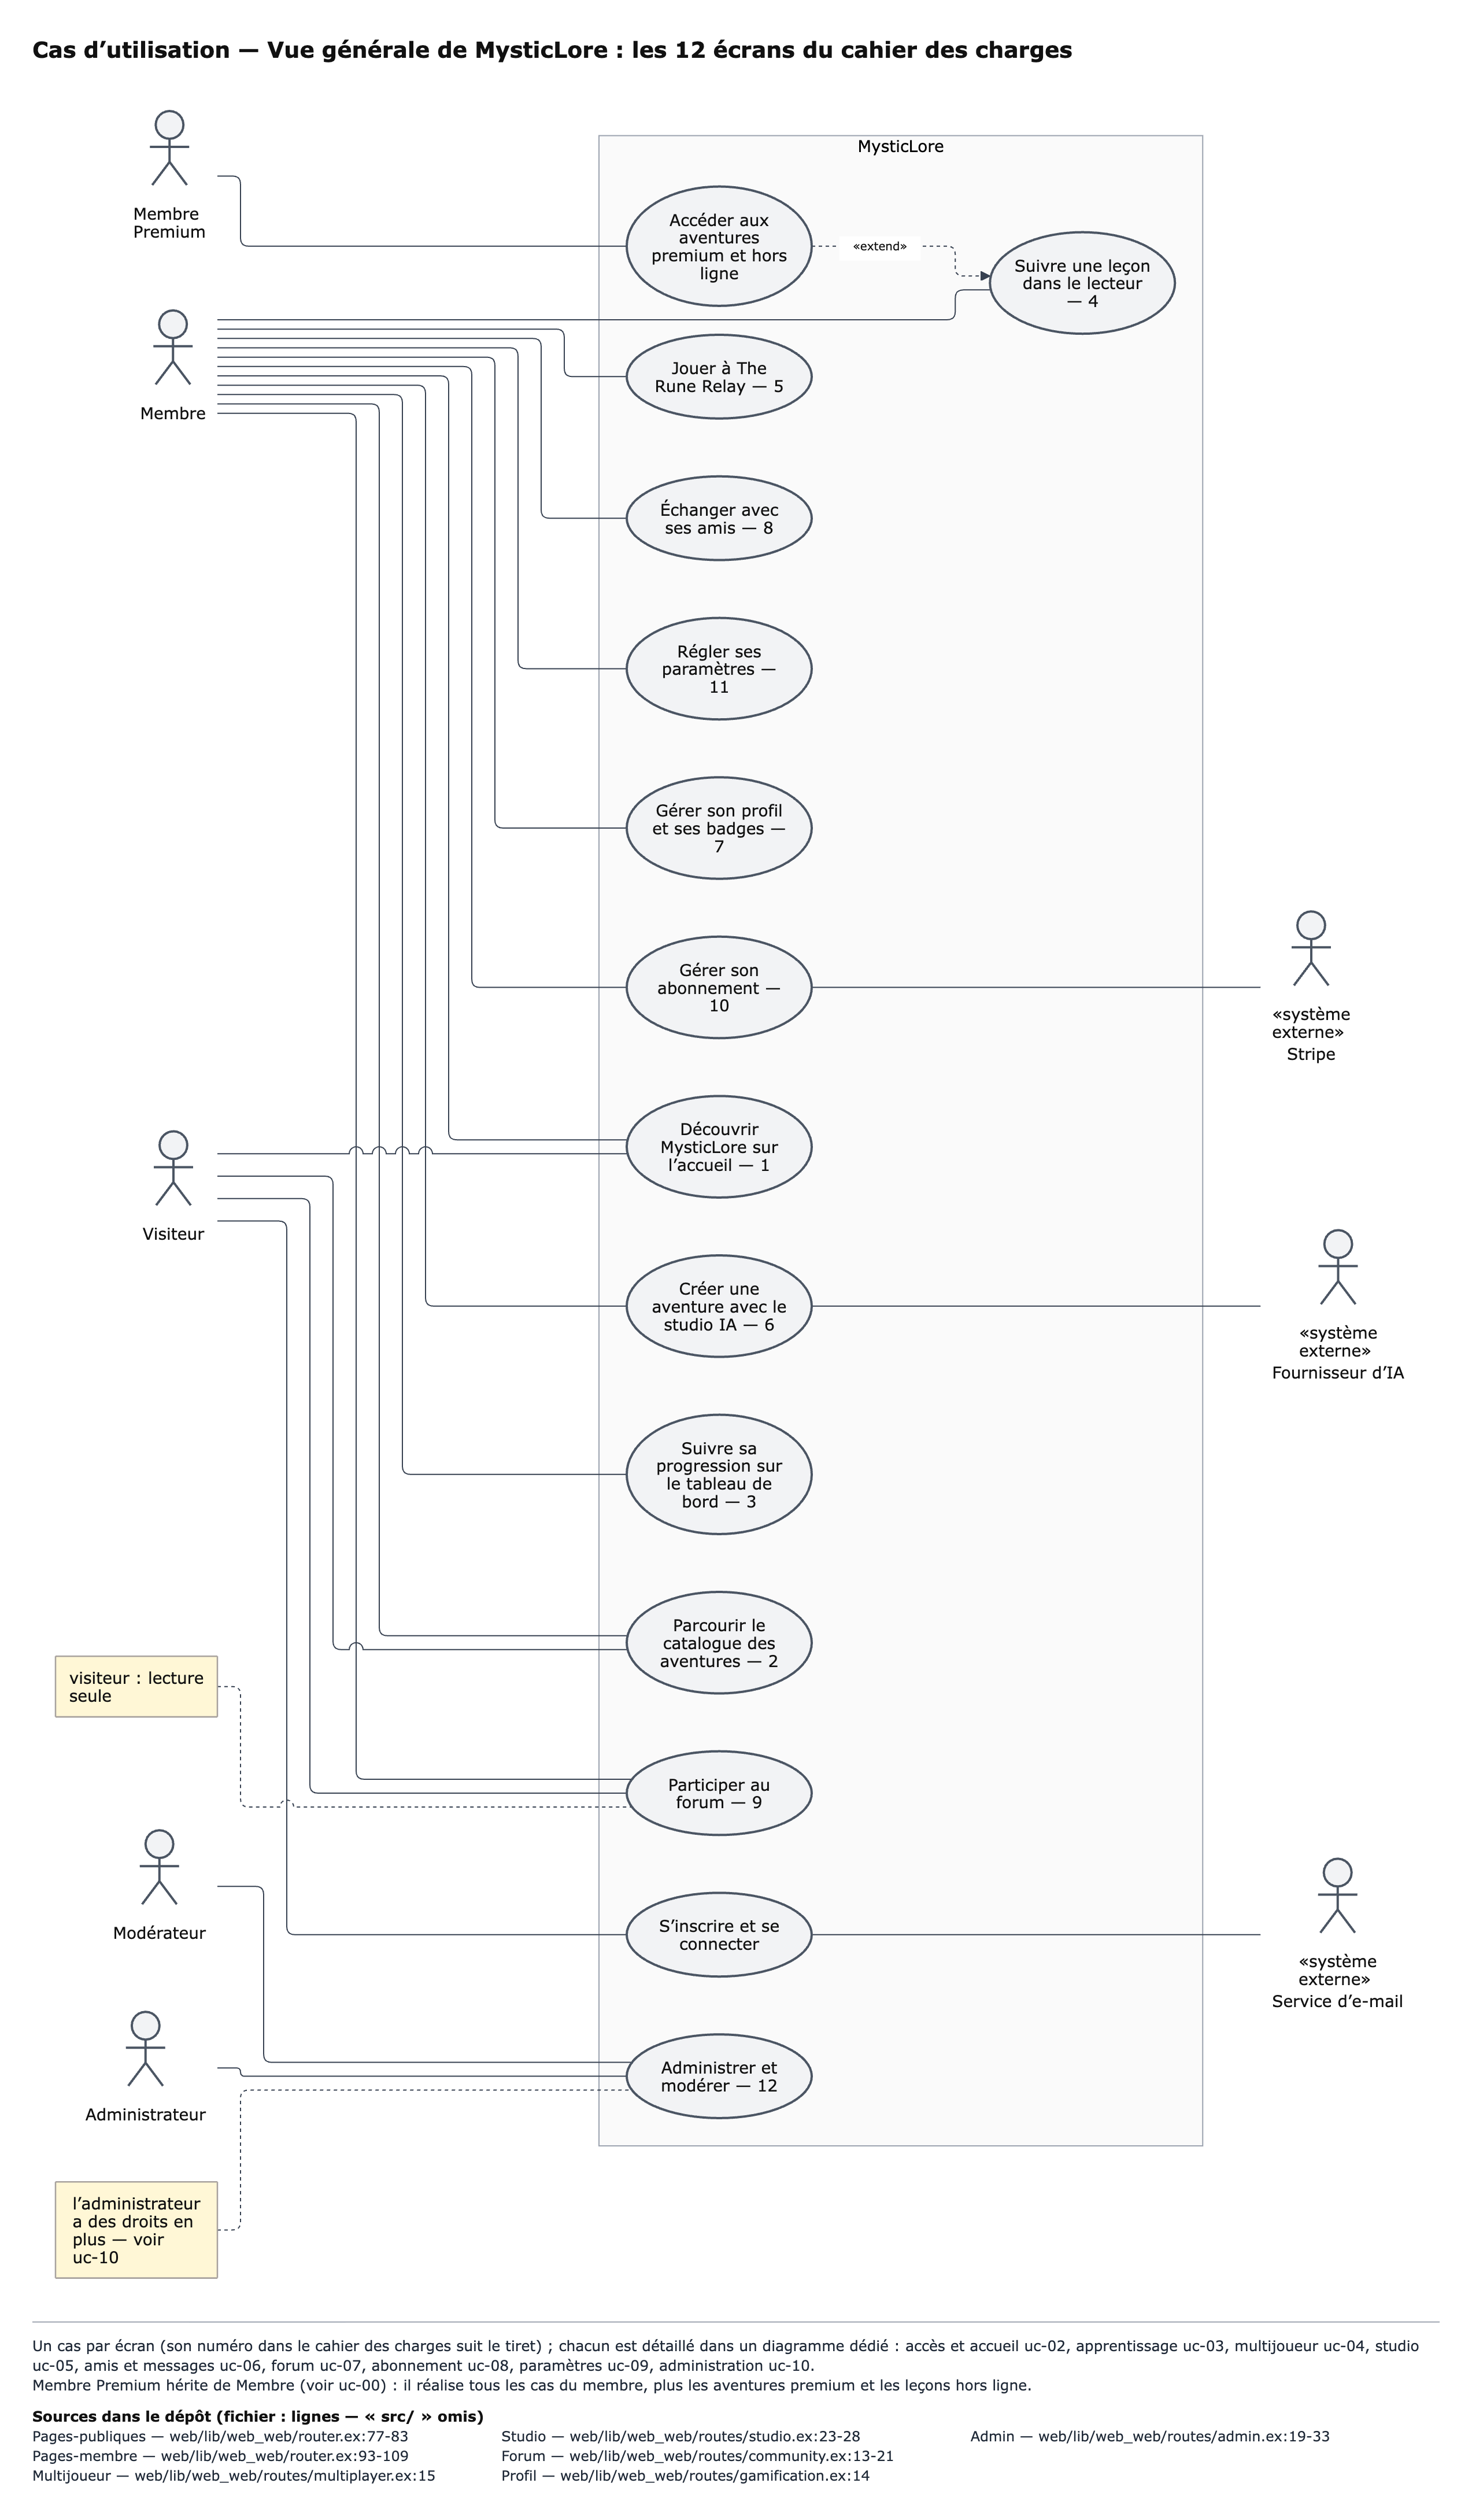 Cas d’utilisation — Vue générale de MysticLore : les 12 écrans du cahier des charges
MysticLore
Membre
Premium
Accéder aux
aventures
premium et hors
ligne
«extend»
Suivre une leçon
dans le lecteur
— 4
Membre
Jouer à The
Rune Relay — 5
Échanger avec
ses amis — 8
Régler ses
paramètres —
11
Gérer son profil
et ses badges —
7
Gérer son
abonnement —
10
«système
externe»
Stripe
Découvrir
MysticLore sur
l’accueil — 1
Visiteur
Créer une
aventure avec le
studio IA — 6
«système
externe»
Fournisseur d’IA
Suivre sa
progression sur
le tableau de
bord — 3
Parcourir le
catalogue des
aventures — 2
visiteur : lecture
seule
Participer au
forum — 9
Modérateur
S’inscrire et se
connecter
«système
externe»
Service d’e-mail
Administrateur
Administrer et
modérer — 12
l’administrateur
a des droits en
plus — voir
uc-10
Un cas par écran (son numéro dans le cahier des charges suit le tiret) ; chacun est détaillé dans un diagramme dédié : accès et accueil uc-02, apprentissage uc-03, multijoueur uc-04, studio
uc-05, amis et messages uc-06, forum uc-07, abonnement uc-08, paramètres uc-09, administration uc-10.
Membre Premium hérite de Membre (voir uc-00) : il réalise tous les cas du membre, plus les aventures premium et les leçons hors ligne.
Sources dans le dépôt (fichier : lignes — « src/ » omis)
Pages-publiques — web/lib/web_web/router.ex:77-83
Pages-membre — web/lib/web_web/router.ex:93-109
Multijoueur — web/lib/web_web/routes/multiplayer.ex:15
Studio — web/lib/web_web/routes/studio.ex:23-28
Forum — web/lib/web_web/routes/community.ex:13-21
Profil — web/lib/web_web/routes/gamification.ex:14
Admin — web/lib/web_web/routes/admin.ex:19-33